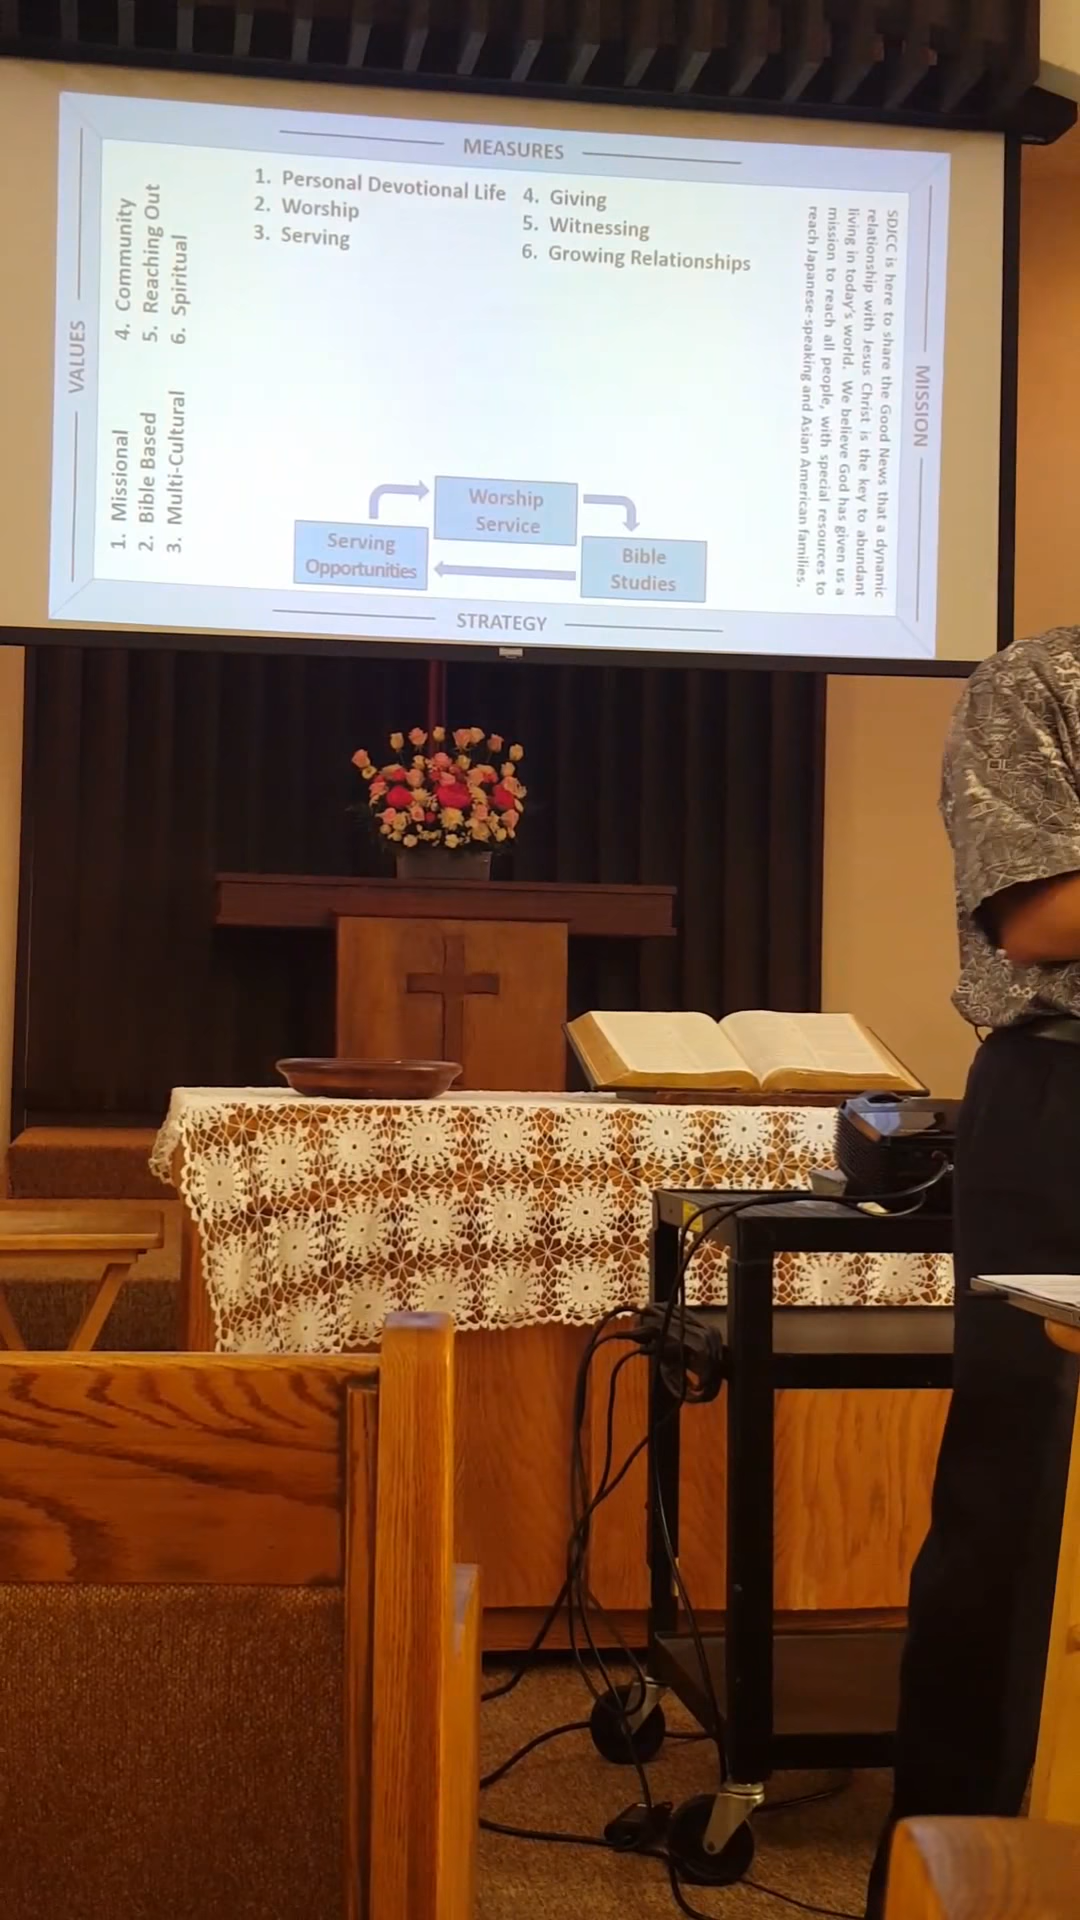 MEASURES
1. Personal Devotional Life
2. Worship
3. Serving
4. Giving
5. Witnessing
6. Growing Relationships
VALUES
1. Missional
2. Bible Based
3. Multi-Cultural
4. Community
5. Reaching Out
6. Spiritual
MISSION
SDJCC is here to share the Good News that a dynamic
relationship with Jesus Christ is the key to abundant
living in today's world. We believe God has given us a
mission to reach all people, with special resources to
reach Japanese-speaking and Asian American families.
Worship
Service
Bible
Studies
Serving
Opportunities
STRATEGY